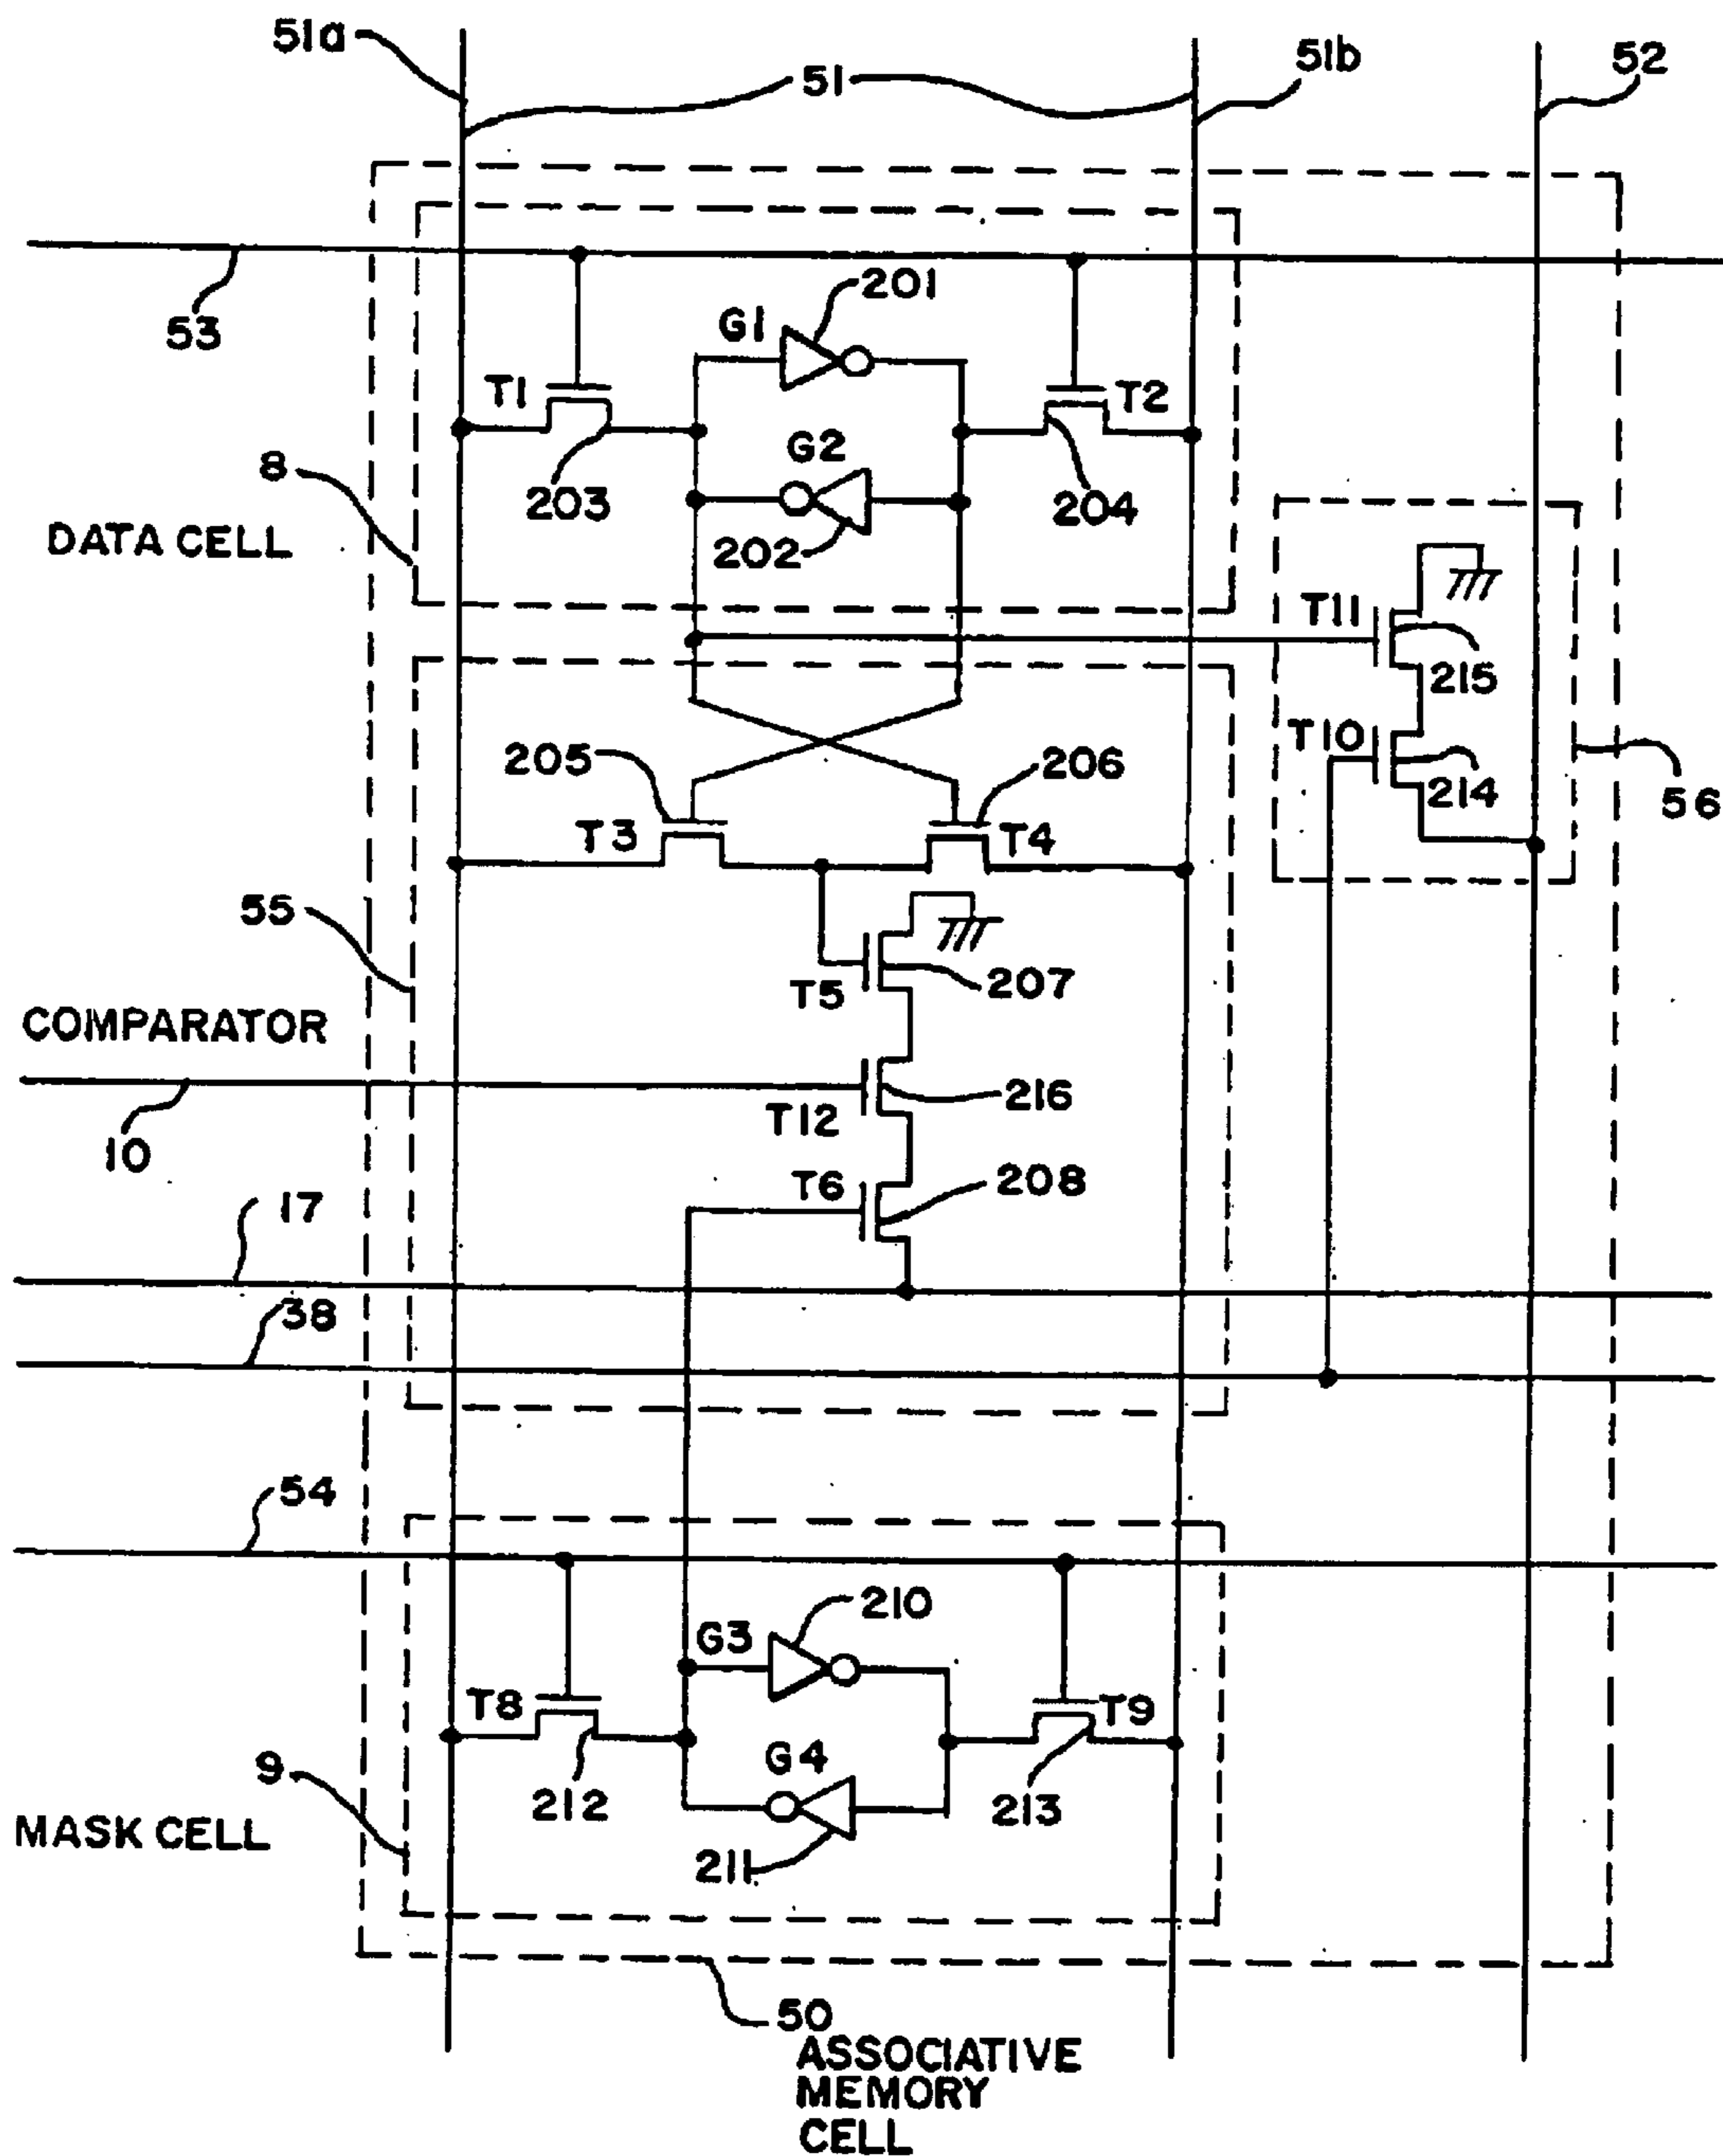 51a
51
51b
52
53
201
G1
T1
T2
G2
203
204
8
202
DATA CELL
T11
215
T10
214
56
205
206
T3
T4
55
T5
207
COMPARATOR
216
T12
10
T6
208
17
38
54
210
G3
T8
T9
G4
9
212
213
MASK CELL
211
50
ASSOCIATIVE
MEMORY
CELL